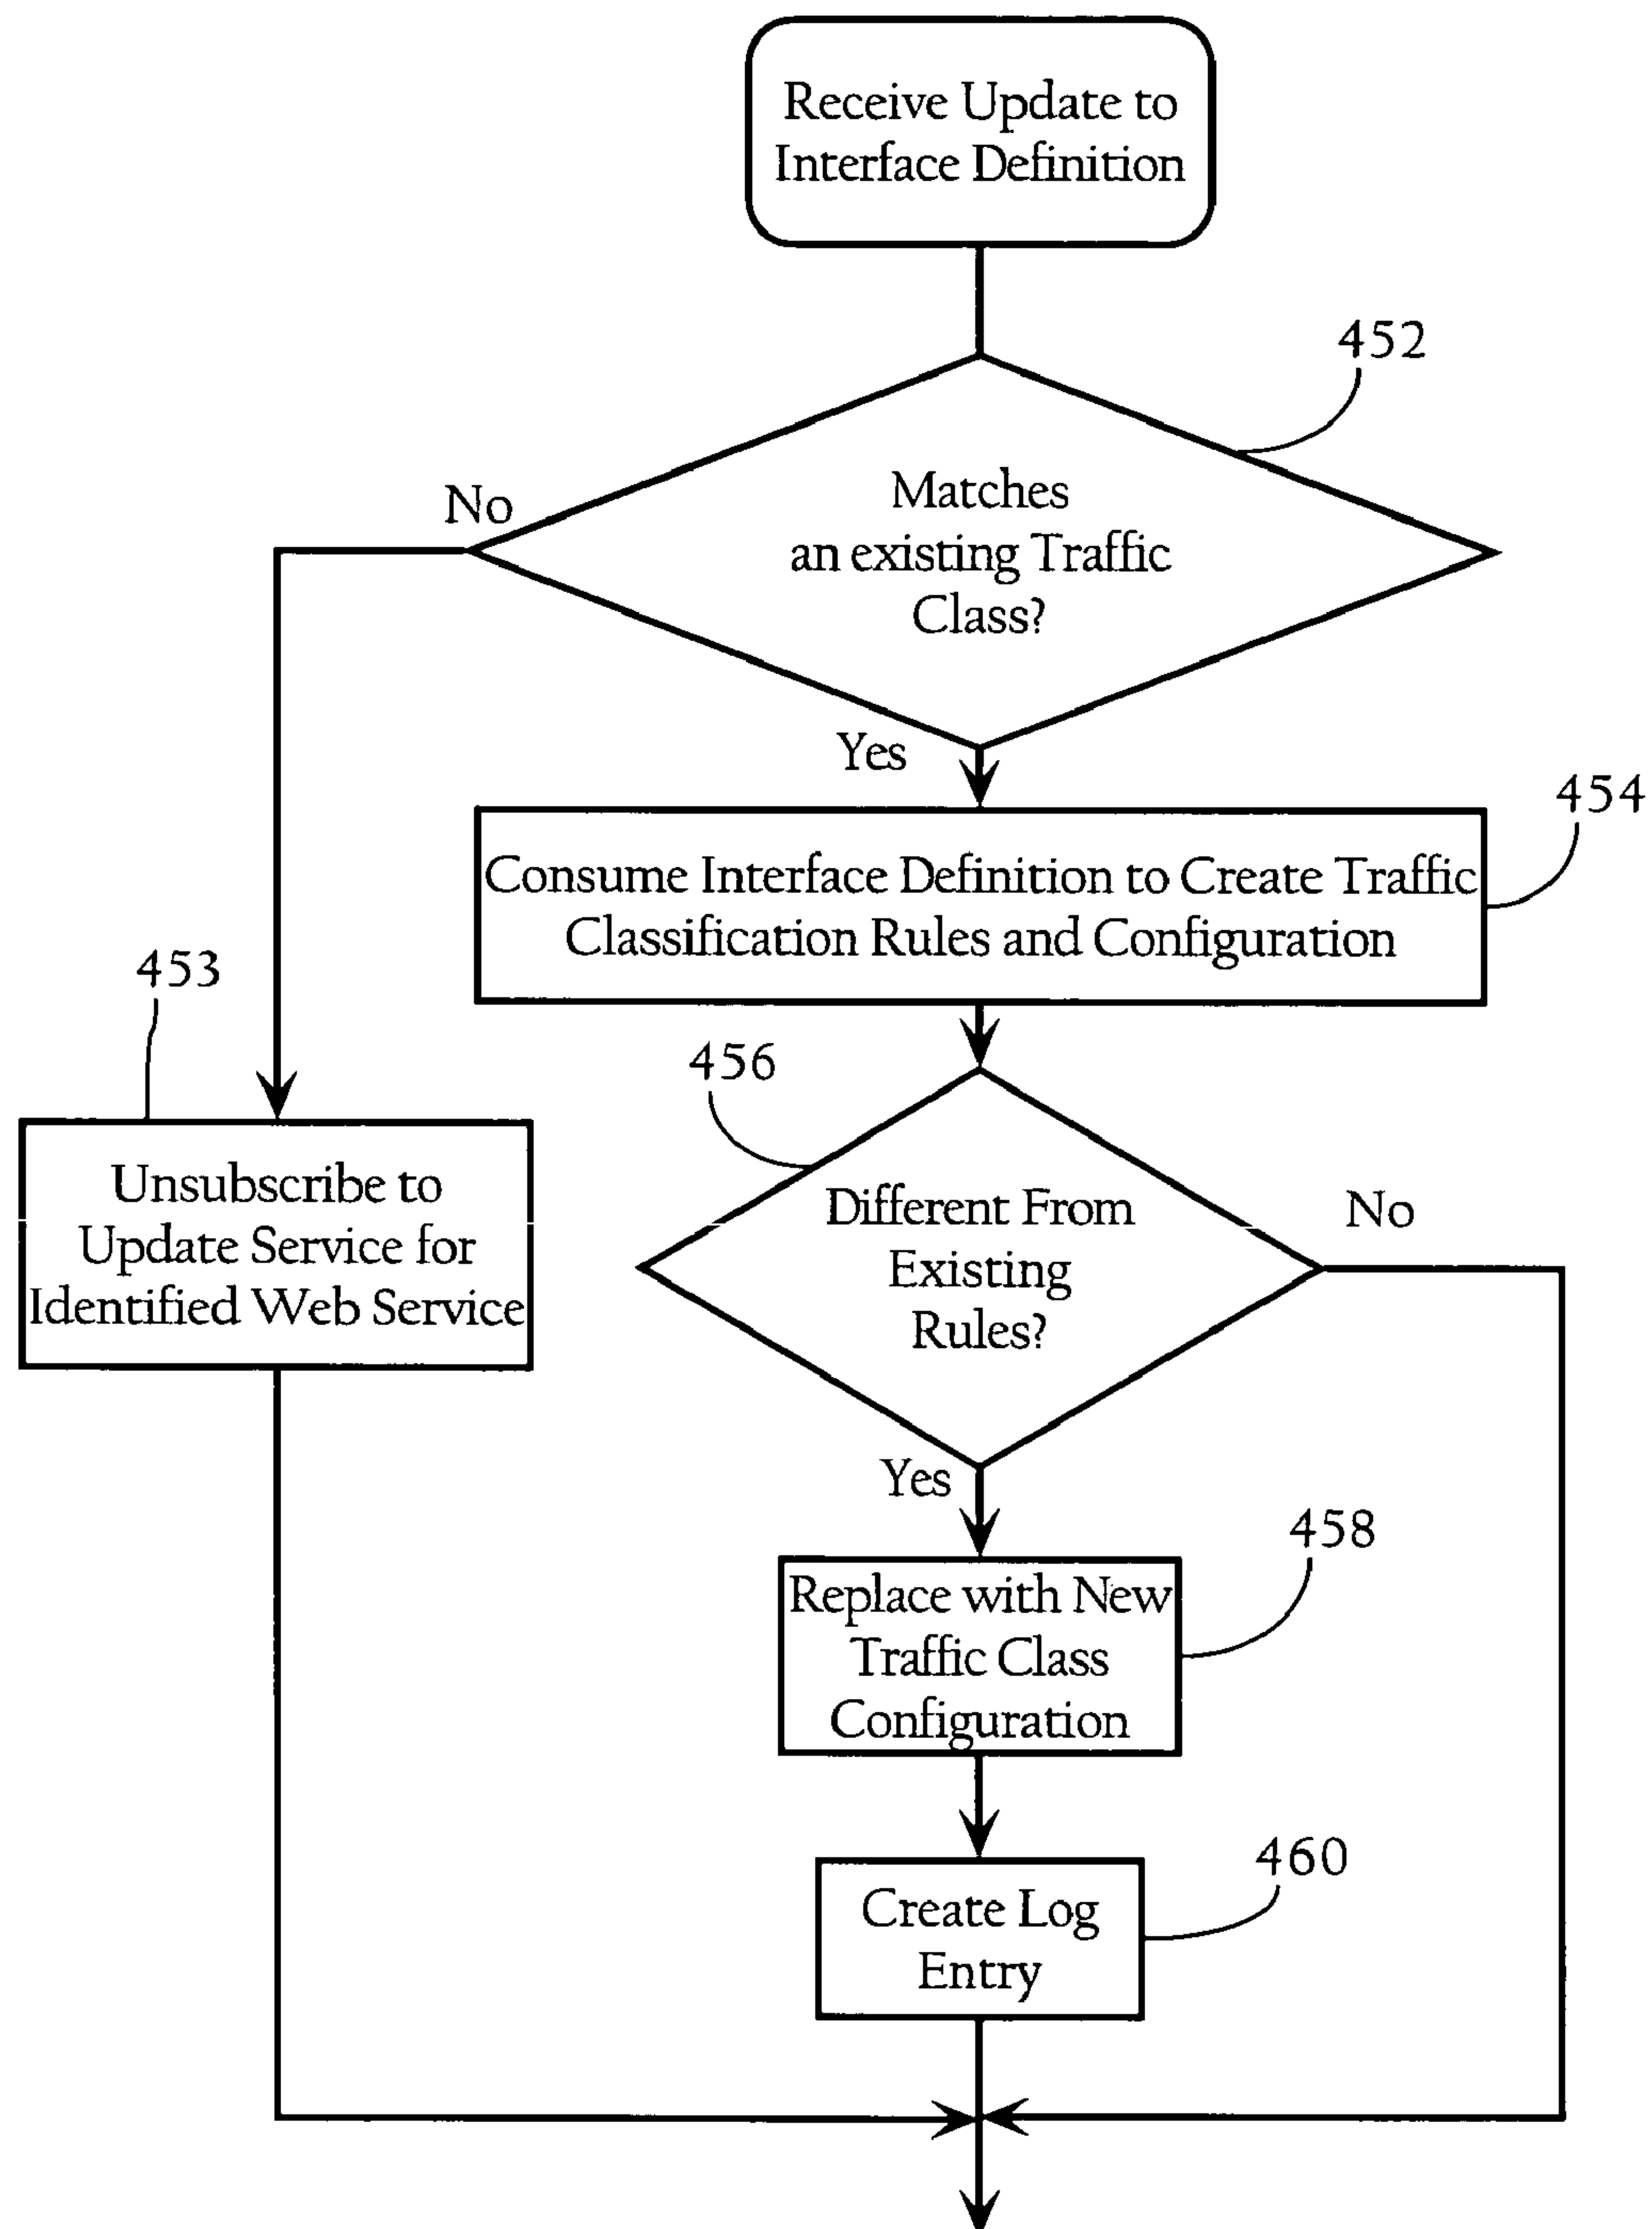 Receive Update to
Interface Definition
452
Matches
an existing Traffic
Class?
No
Yes
454
Consume Interface Definition to Create Traffic
Classification Rules and Configuration
453
Unsubscribe to
Update Service for
Identified Web Service
456
Different From
Existing
Rules?
No
Yes
458
Replace with New
Traffic Class
Configuration
460
Create Log
Entry